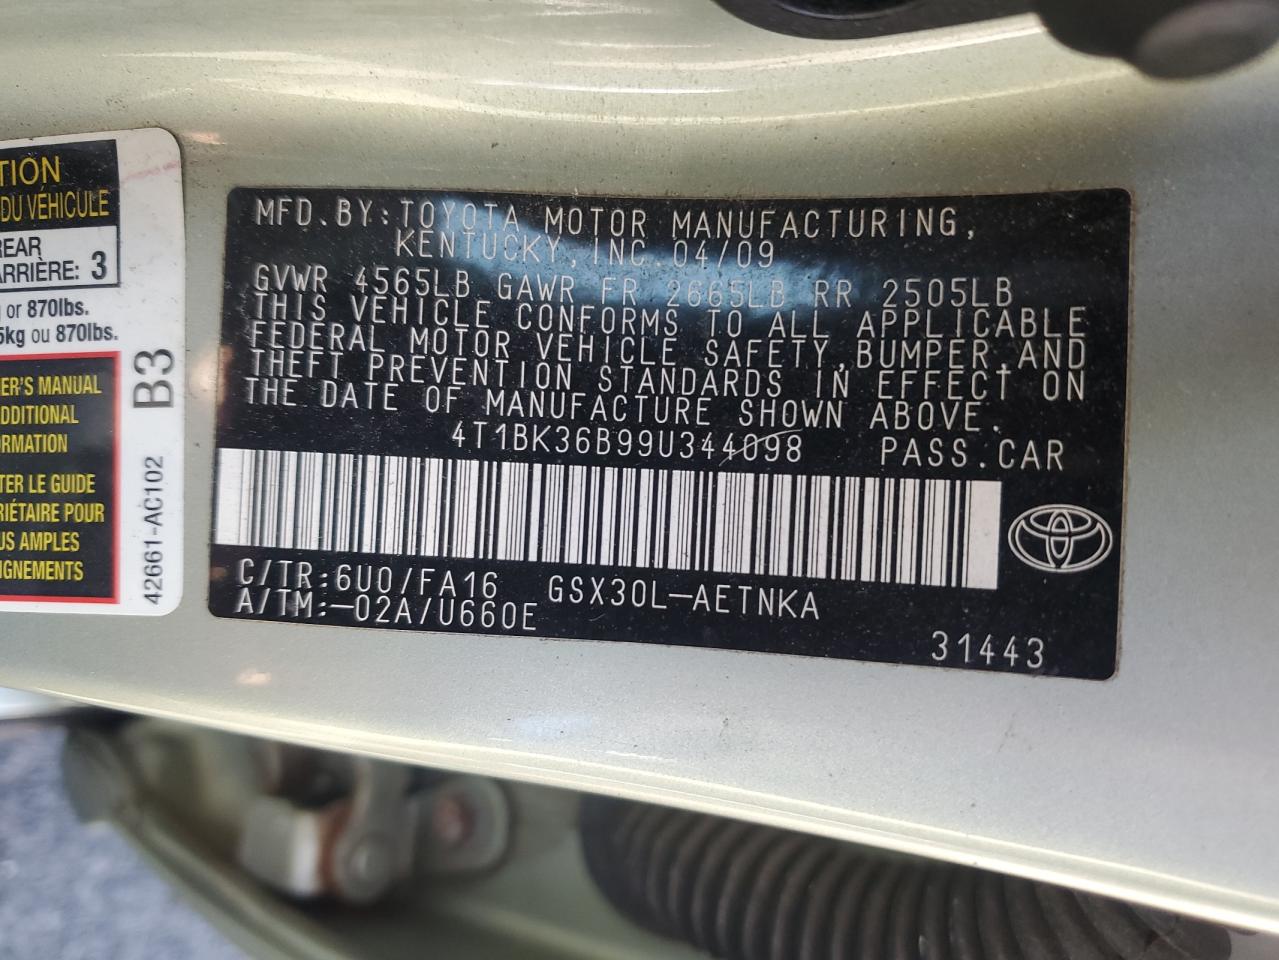 TION
DU VÉHICULE
REAR
ARRIÈRE: 3
or 870lbs.
5kg ou 870lbs.
ER'S MANUAL
DDITIONAL
ORMATION
TER LE GUIDE
RIÉTAIRE POUR
US AMPLES
IGNEMENTS
B3
42661-AC102
MFD.BY:TOYOTA MOTOR MANUFACTURING,
KENTUCKY, INC. 04/09
GVWR 4565LB GAWR FR 2665LB RR 2505LB
THIS VEHICLE CONFORMS TO ALL APPLICABLE
FEDERAL MOTOR VEHICLE SAFETY,BUMPER,AND
THEFT PREVENTION STANDARDS IN EFFECT ON
THE DATE OF MANUFACTURE SHOWN ABOVE.
4T1BK36B99U344098 PASS.CAR
C/TR:6U0/FA16 GSX30L-AETNKA
A/TM:-02A/U660E
31443